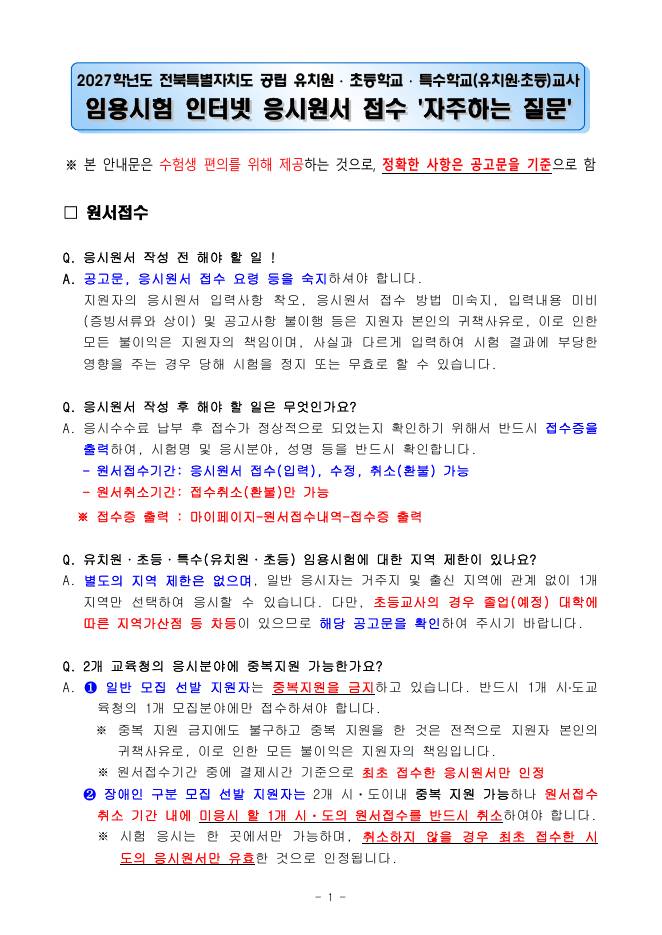 2027학년도 전북특별자치도 공립 유치원 · 초등학교 · 특수학교(유치원·초등)교사
임용시험 인터넷 응시원서 접수 '자주하는 질문'
※ 본 안내문은 수험생 편의를 위해 제공하는 것으로, 정확한 사항은 공고문을 기준으로 함
□ 원서접수
Q. 응시원서 작성 전 해야 할 일 !
A. 공고문, 응시원서 접수 요령 등을 숙지하셔야 합니다.
지원자의 응시원서 입력사항 착오, 응시원서 접수 방법 미숙지, 입력내용 미비
(증빙서류와 상이) 및 공고사항 불이행 등은 지원자 본인의 귀책사유로, 이로 인한
모든 불이익은 지원자의 책임이며, 사실과 다르게 입력하여 시험 결과에 부당한
영향을 주는 경우 당해 시험을 정지 또는 무효로 할 수 있습니다.
Q. 응시원서 작성 후 해야 할 일은 무엇인가요?
A. 응시수수료 납부 후 접수가 정상적으로 되었는지 확인하기 위해서 반드시 접수증을
출력하여, 시험명 및 응시분야, 성명 등을 반드시 확인합니다.
- 원서접수기간: 응시원서 접수(입력), 수정, 취소(환불) 가능
- 원서취소기간: 접수취소(환불)만 가능
※ 접수증 출력 : 마이페이지-원서접수내역-접수증 출력
Q. 유치원 · 초등 · 특수(유치원 · 초등) 임용시험에 대한 지역 제한이 있나요?
A. 별도의 지역 제한은 없으며, 일반 응시자는 거주지 및 출신 지역에 관계 없이 1개
지역만 선택하여 응시할 수 있습니다. 다만, 초등교사의 경우 졸업(예정) 대학에
따른 지역가산점 등 차등이 있으므로 해당 공고문을 확인하여 주시기 바랍니다.
Q. 2개 교육청의 응시분야에 중복지원 가능한가요?
A. ❶ 일반 모집 선발 지원자는 중복지원을 금지하고 있습니다. 반드시 1개 시·도교
육청의 1개 모집분야에만 접수하셔야 합니다.
※ 중복 지원 금지에도 불구하고 중복 지원을 한 것은 전적으로 지원자 본인의
귀책사유로, 이로 인한 모든 불이익은 지원자의 책임입니다.
※ 원서접수기간 중에 결제시간 기준으로 최초 접수한 응시원서만 인정
❷ 장애인 구분 모집 선발 지원자는 2개 시·도이내 중복 지원 가능하나 원서접수
취소 기간 내에 미응시 할 1개 시·도의 원서접수를 반드시 취소하여야 합니다.
※ 시험 응시는 한 곳에서만 가능하며, 취소하지 않을 경우 최초 접수한 시
도의 응시원서만 유효한 것으로 인정됩니다.
- 1 -